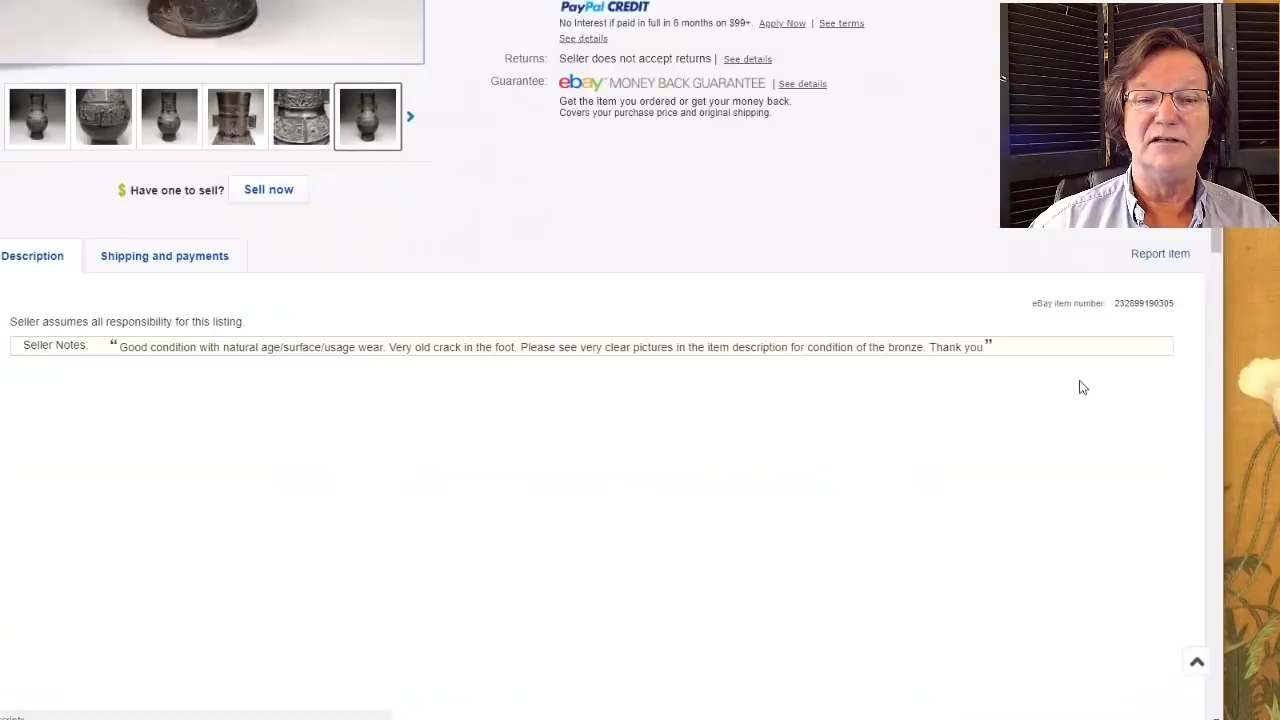 PayPal CREDIT
No Interest if paid in full in 6 months on $99+. Apply Now | See terms
See details
Returns: Seller does not accept returns | See details
Guarantee: ebay MONEY BACK GUARANTEE | See details
Get the item you ordered or get your money back.
Covers your purchase price and original shipping.
$ Have one to sell? Sell now
Description Shipping and payments Report item
eBay item number: 232899190305
Seller assumes all responsibility for this listing.
Seller Notes: “Good condition with natural age/surface/usage wear. Very old crack in the foot. Please see very clear pictures in the item description for condition of the bronze. Thank you”